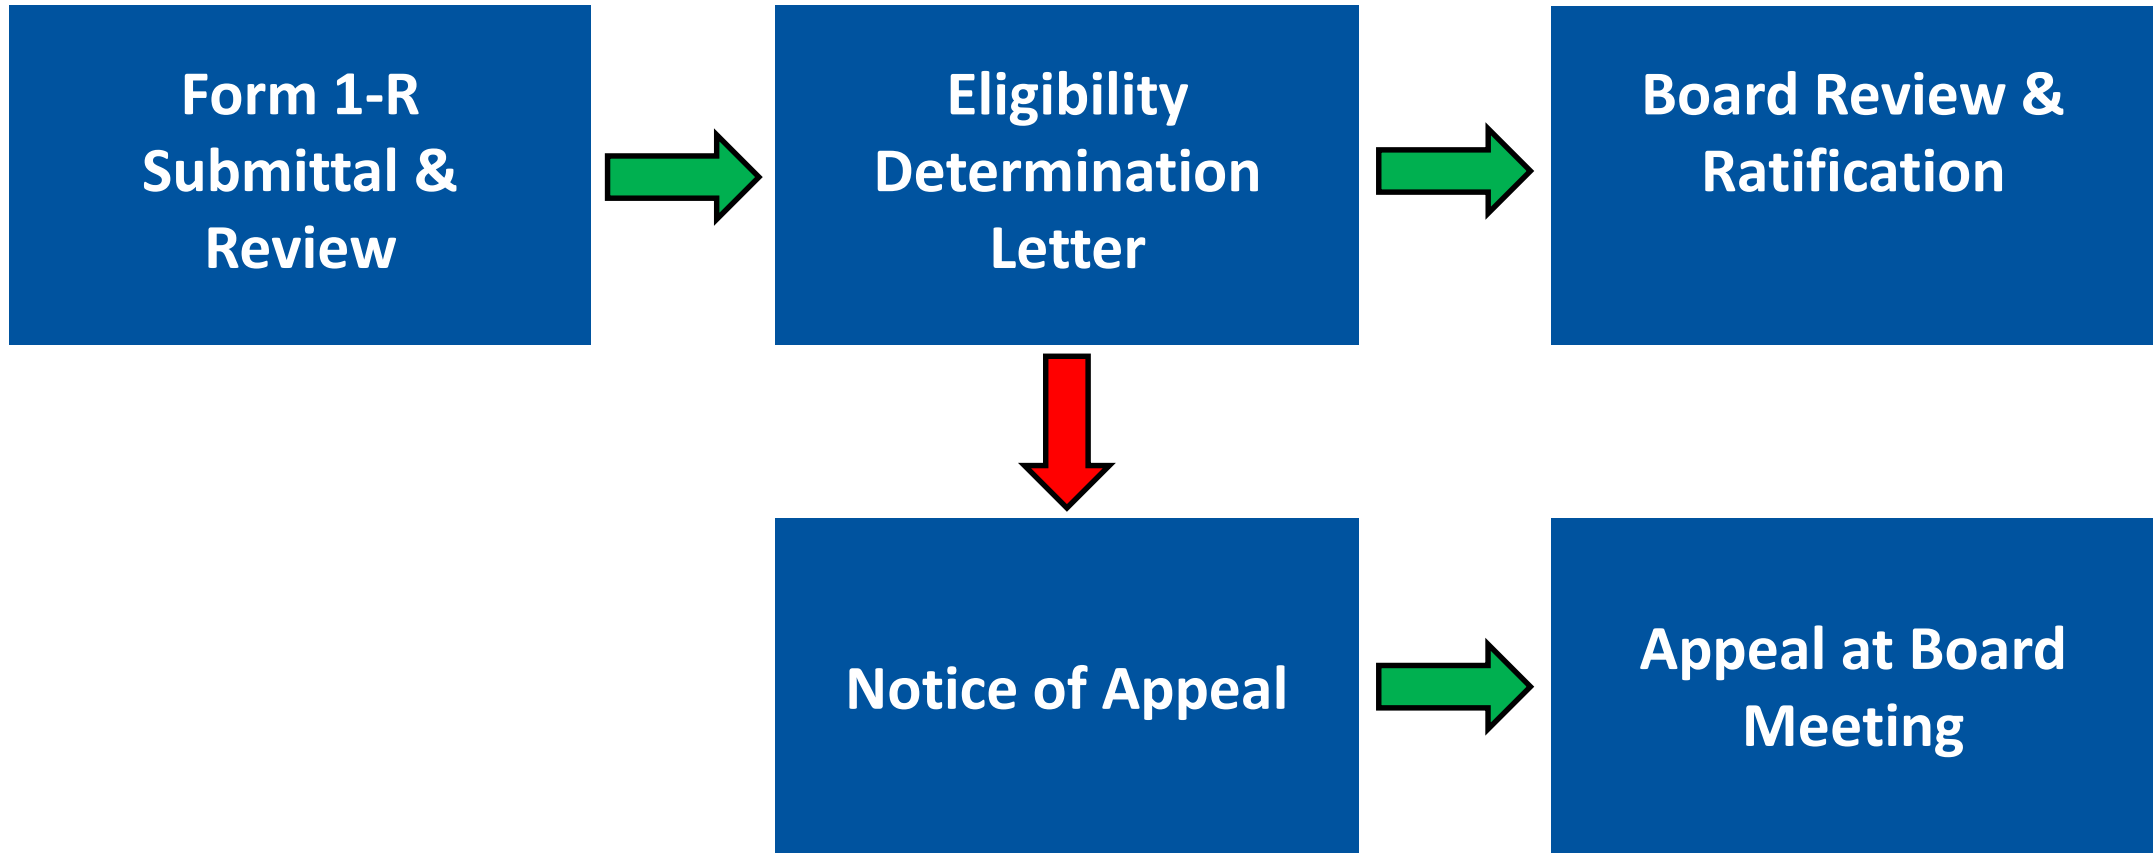 Form 1-R
Submittal &
Review
Eligibility
Determination
Letter
Board Review &
Ratification
Notice of Appeal
Appeal at Board
Meeting